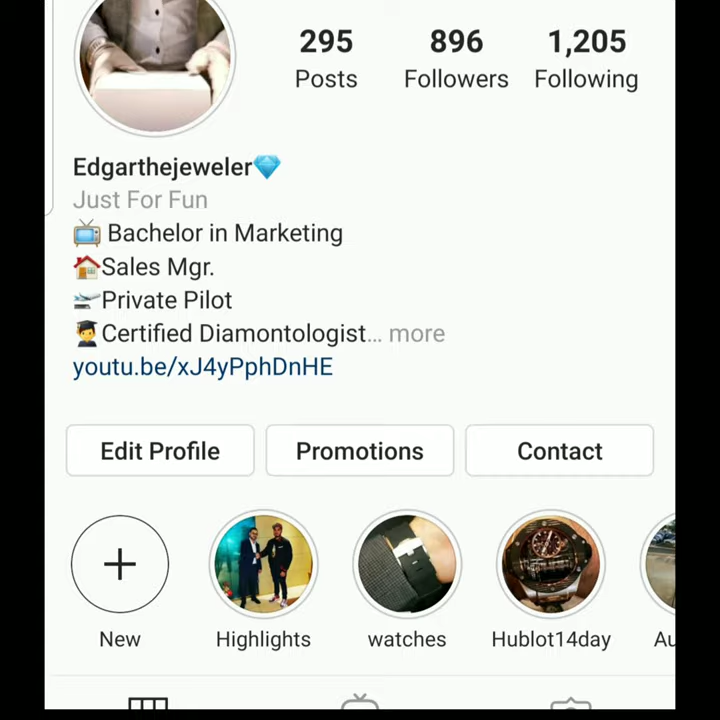 295 896 1,205
Posts Followers Following
Edgarthejeweler
Just For Fun
Bachelor in Marketing
Sales Mgr.
Private Pilot
Certified Diamontologist... more
youtu.be/xJ4yPphDnHE
Edit Profile Promotions Contact
New Highlights watches Hublot14day Au